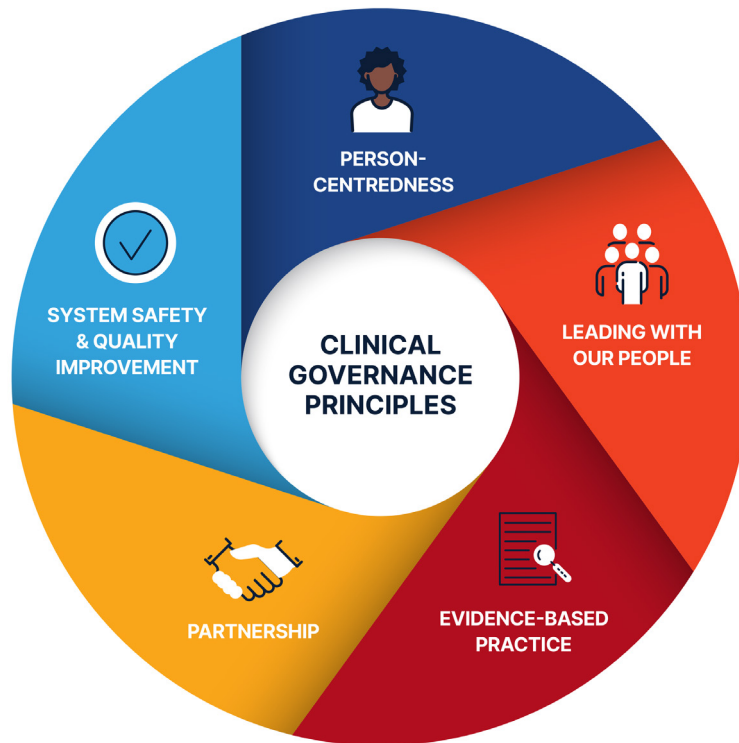 PERSON-
CENTREDNESS
LEADING WITH
OUR PEOPLE
EVIDENCE-BASED
PRACTICE
PARTNERSHIP
SYSTEM SAFETY
& QUALITY
IMPROVEMENT
CLINICAL
GOVERNANCE
PRINCIPLES